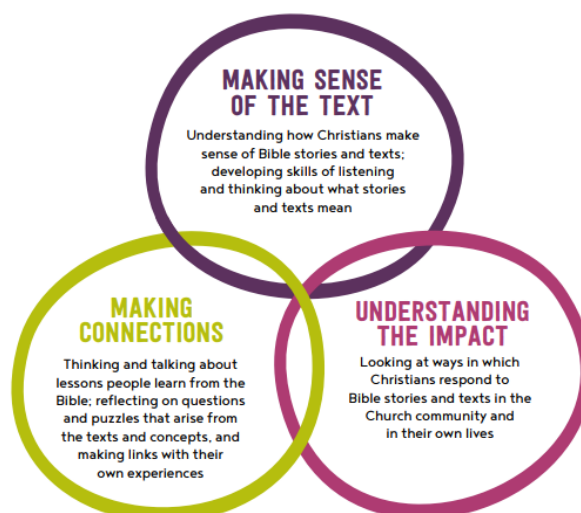 MAKING SENSE
OF THE TEXT
Understanding how Christians make
sense of Bible stories and texts;
developing skills of listening
and thinking about what stories
and texts mean
MAKING
CONNECTIONS
Thinking and talking about
lessons people learn from the
Bible; reflecting on questions
and puzzles that arise from
the texts and concepts, and
making links with their
own experiences
UNDERSTANDING
THE IMPACT
Looking at ways in which
Christians respond to
Bible stories and texts in the
Church community and
in their own lives